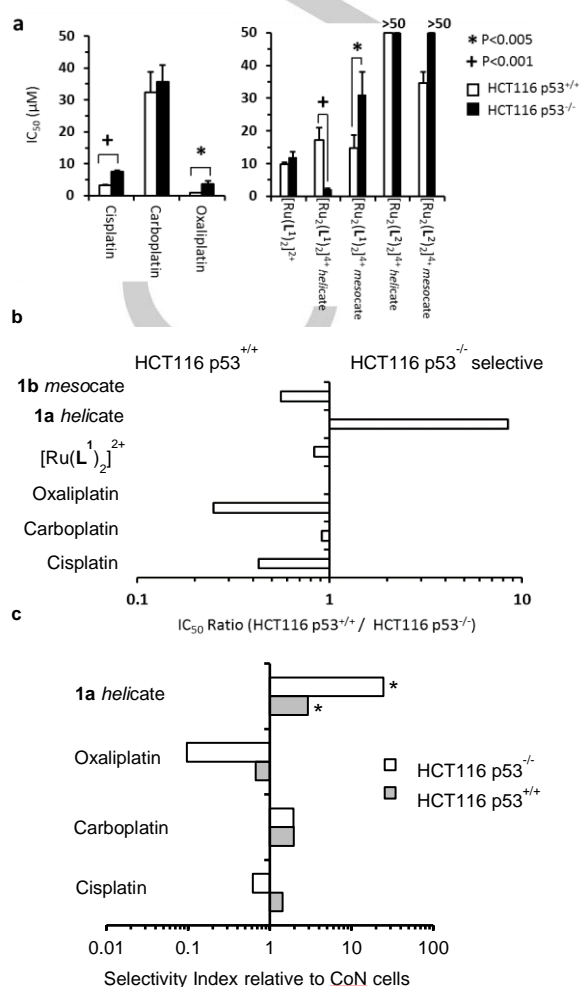 a
IC50 (µM)
50
40
30
20
10
0
+
*
Cisplatin
Carboplatin
Oxaliplatin
50
40
30
20
10
0
+
*
>50
>50
[Ru(L¹)₂]²⁺
[Ru₂(L¹)₂]⁴⁺ helicate
[Ru₂(L¹)₂]⁴⁺ mesocate
[Ru₂(L²)₂]⁴⁺ helicate
[Ru₂(L²)₂]⁴⁺ mesocate
* P<0.005
+ P<0.001
HCT116 p53+/+
HCT116 p53-/-
b
HCT116 p53+/+
HCT116 p53-/- selective
1b mesocate
1a helicate
[Ru(L¹)₂]²⁺
Oxaliplatin
Carboplatin
Cisplatin
0.1 1 10
IC50 Ratio (HCT116 p53+/+ / HCT116 p53-/-)
c
1a helicate
*
*
Oxaliplatin
Carboplatin
Cisplatin
HCT116 p53-/-
HCT116 p53+/+
0.01 0.1 1 10 100
Selectivity Index relative to CoN cells